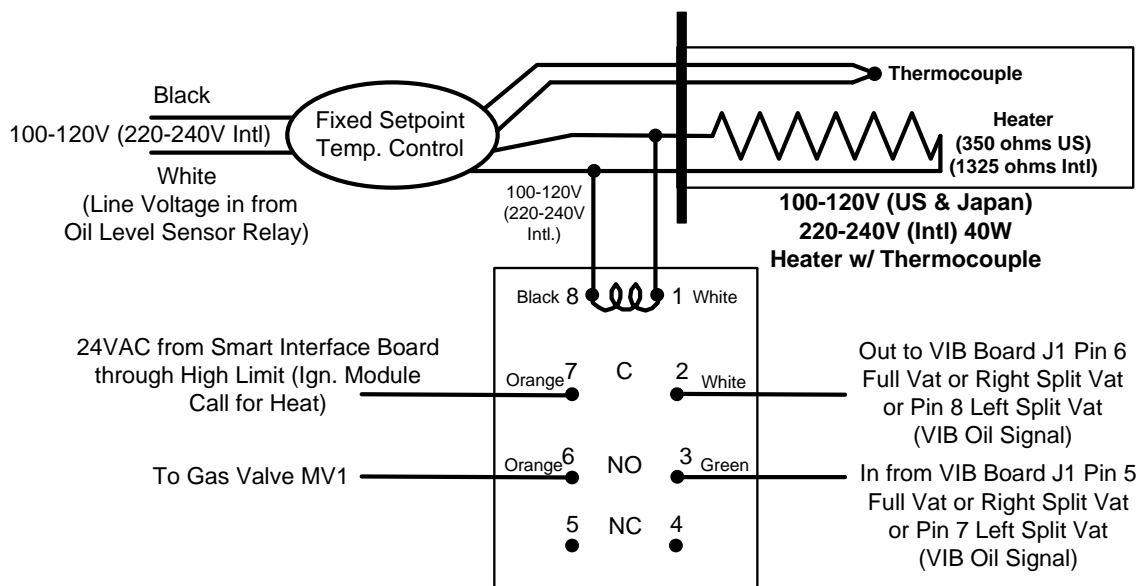 Black
100-120V (220-240V Intl)
White
(Line Voltage in from
Oil Level Sensor Relay)
Fixed Setpoint
Temp. Control
Thermocouple
Heater
(350 ohms US)
(1325 ohms Intl)
100-120V
(220-240V
Intl.)
100-120V (US & Japan)
220-240V (Intl) 40W
Heater w/ Thermocouple
Black 8 1 White
24VAC from Smart Interface Board
through High Limit (Ign. Module
Call for Heat)
Orange 7 C 2 White
Out to VIB Board J1 Pin 6
Full Vat or Right Split Vat
or Pin 8 Left Split Vat
(VIB Oil Signal)
To Gas Valve MV1
Orange 6 NO 3 Green
In from VIB Board J1 Pin 5
Full Vat or Right Split Vat
or Pin 7 Left Split Vat
(VIB Oil Signal)
5 NC 4